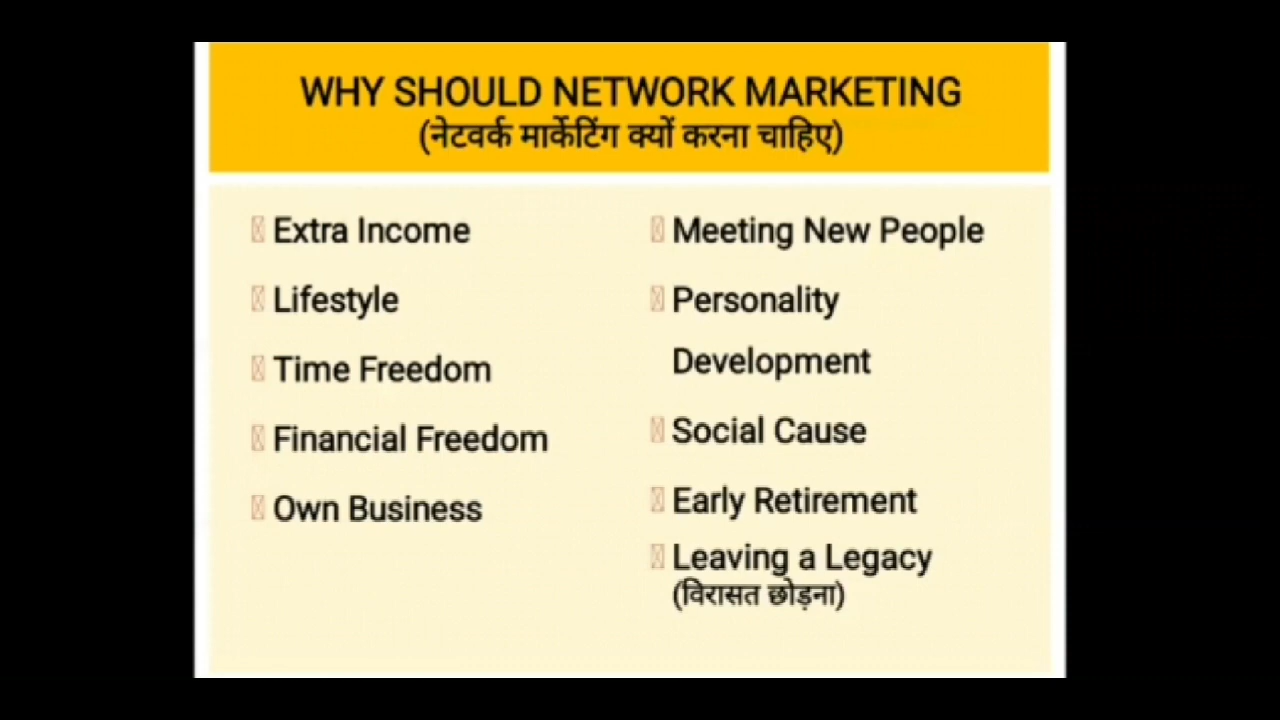 WHY SHOULD NETWORK MARKETING
(नेटवर्क मार्केटिंग क्यों करना चाहिए)
Extra Income
Lifestyle
Time Freedom
Financial Freedom
Own Business
Meeting New People
Personality
Development
Social Cause
Early Retirement
Leaving a Legacy
(विरासत छोड़ना)